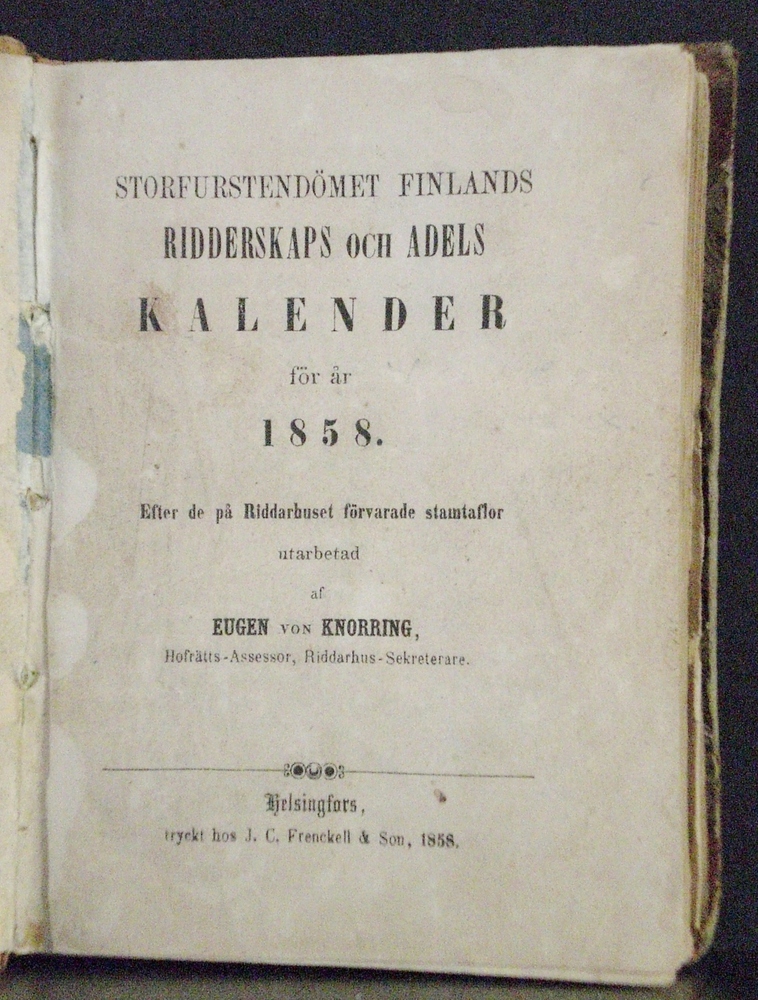 STORFURSTENDÖMET FINLANDS
RIDDERSKAPS OCH ADELS
KALENDER
för år
1858.
Efter de på Riddarhuset förvarade stamtaflor
utarbetad
af
EUGEN VON KNORRING,
Hofrätts-Assessor, Riddarhus-Sekreterare.
Helsingfors,
tryckt hos J. C. Frenckell & Son, 1858.